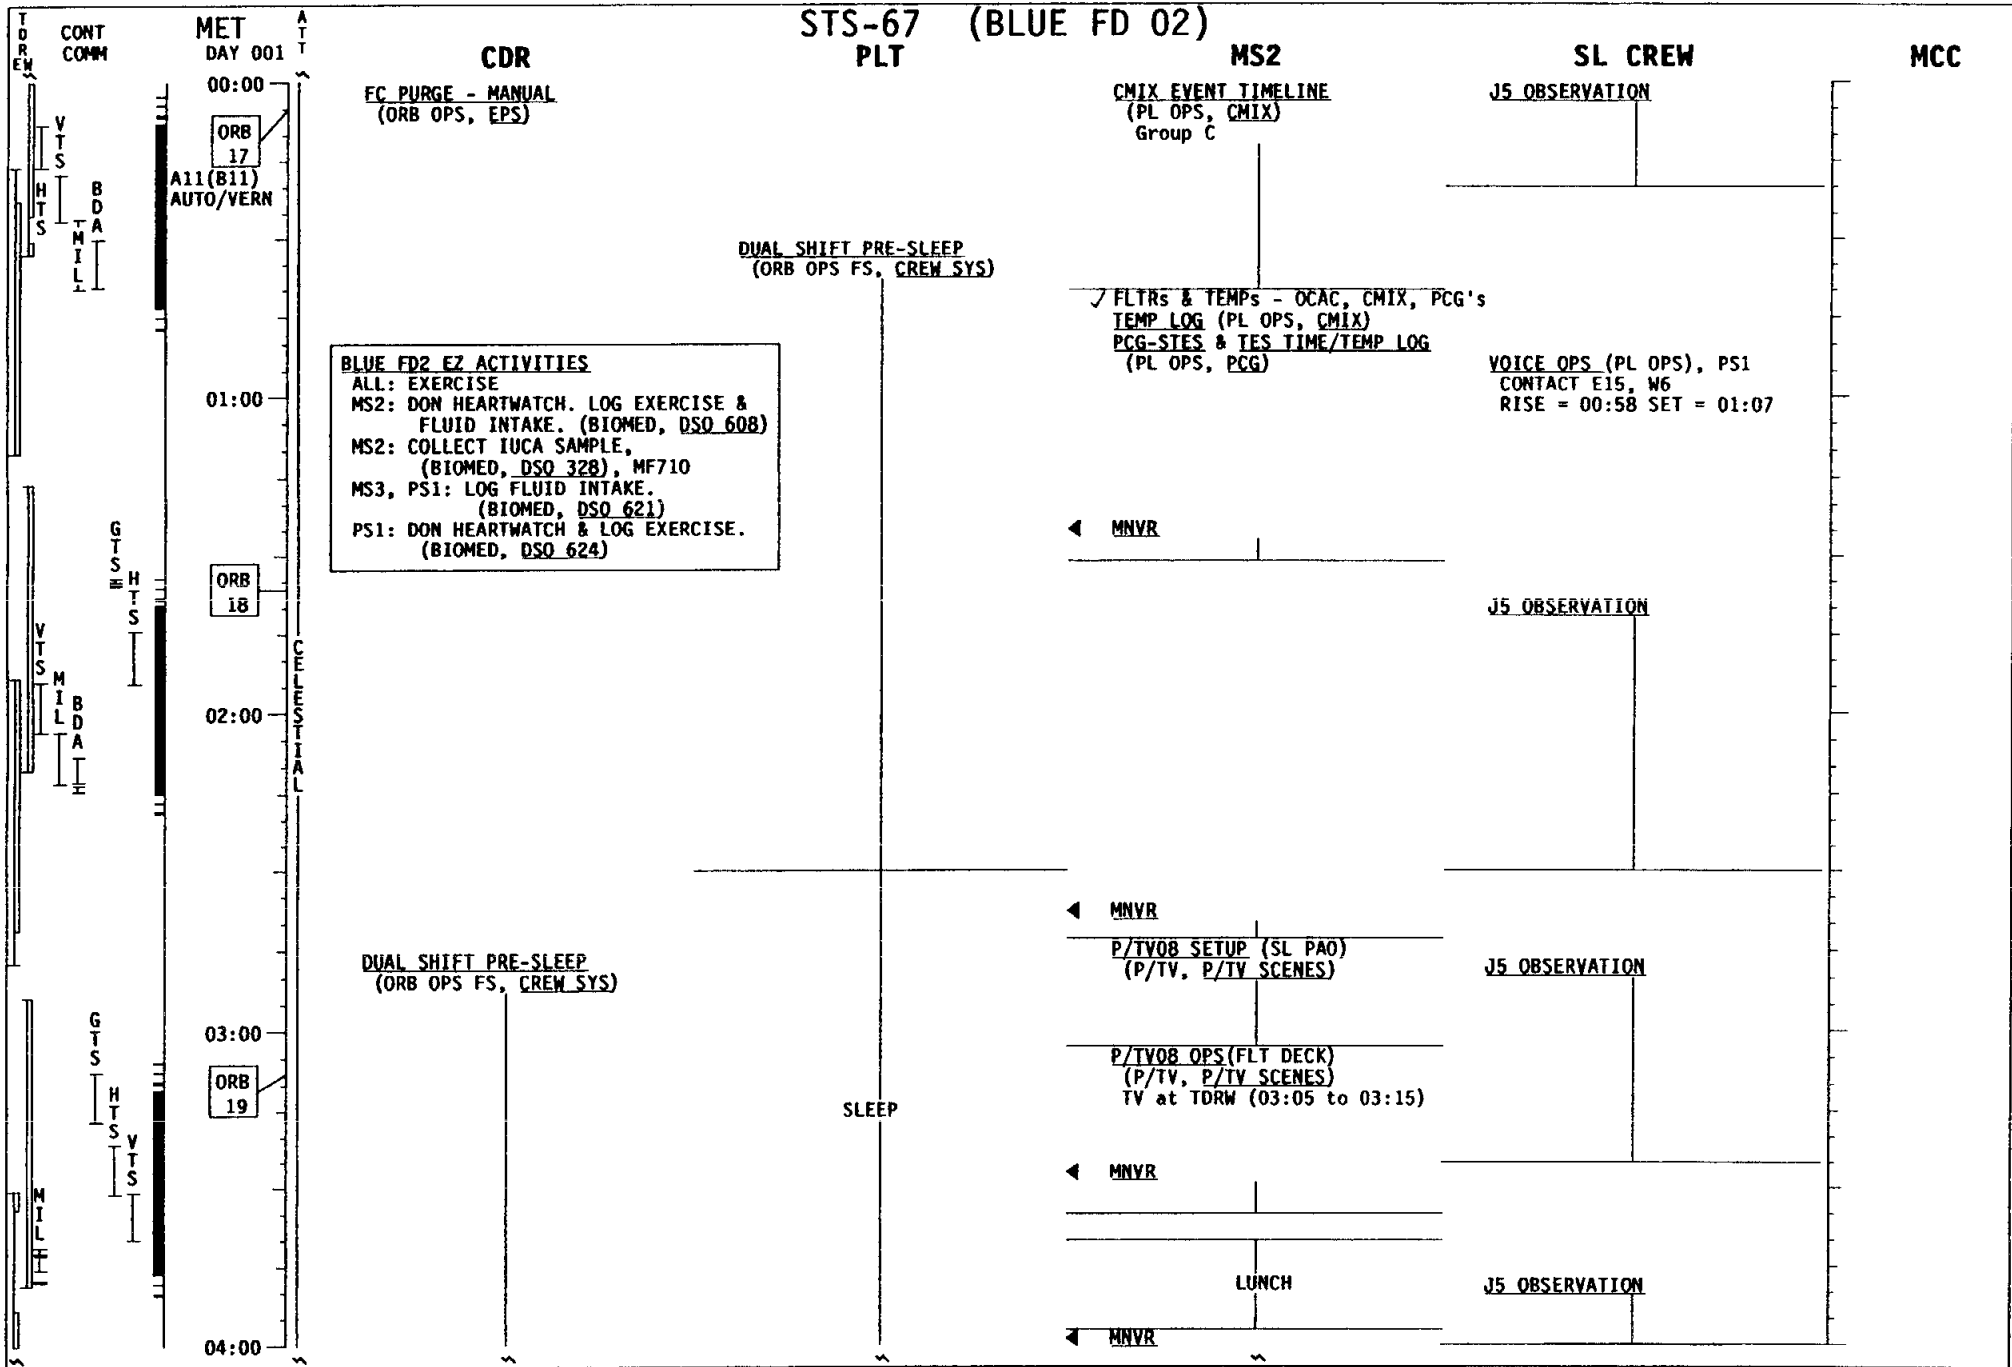 STS-67 (BLUE FD 02)
TDREW
CONT COMM
MET DAY 001
ATT
CDR
PLT
MS2
SL CREW
MCC
00:00
01:00
02:00
03:00
04:00
ORB 17
A11(B11)
AUTO/VERN
ORB 18
ORB 19
VTS
HTS
BDA
MIL
GTS
HTS
VTS
MIL
BDA
GTS
HTS
VTS
MIL
CELESTIAL
FC PURGE - MANUAL
(ORB OPS, EPS)
BLUE FD2 EZ ACTIVITIES
ALL: EXERCISE
MS2: DON HEARTWATCH. LOG EXERCISE &
FLUID INTAKE. (BIOMED, DSO 608)
MS2: COLLECT IUCA SAMPLE,
(BIOMED, DSO 328), MF710
MS3, PS1: LOG FLUID INTAKE.
(BIOMED, DSO 621)
PS1: DON HEARTWATCH & LOG EXERCISE.
(BIOMED, DSO 624)
DUAL SHIFT PRE-SLEEP
(ORB OPS FS, CREW SYS)
DUAL SHIFT PRE-SLEEP
(ORB OPS FS, CREW SYS)
SLEEP
CMIX EVENT TIMELINE
(PL OPS, CMIX)
Group C
✓ FLTRs & TEMPs - OCAC, CMIX, PCG's
TEMP LOG (PL OPS, CMIX)
PCG-STES & TES TIME/TEMP LOG
(PL OPS, PCG)
◀ MNVR
◀ MNVR
P/TV08 SETUP (SL PAO)
(P/TV, P/TV SCENES)
P/TV08 OPS(FLT DECK)
(P/TV, P/TV SCENES)
TV at TDRW (03:05 to 03:15)
◀ MNVR
LUNCH
◀ MNVR
J5 OBSERVATION
VOICE OPS (PL OPS), PS1
CONTACT E15, W6
RISE = 00:58 SET = 01:07
J5 OBSERVATION
J5 OBSERVATION
J5 OBSERVATION